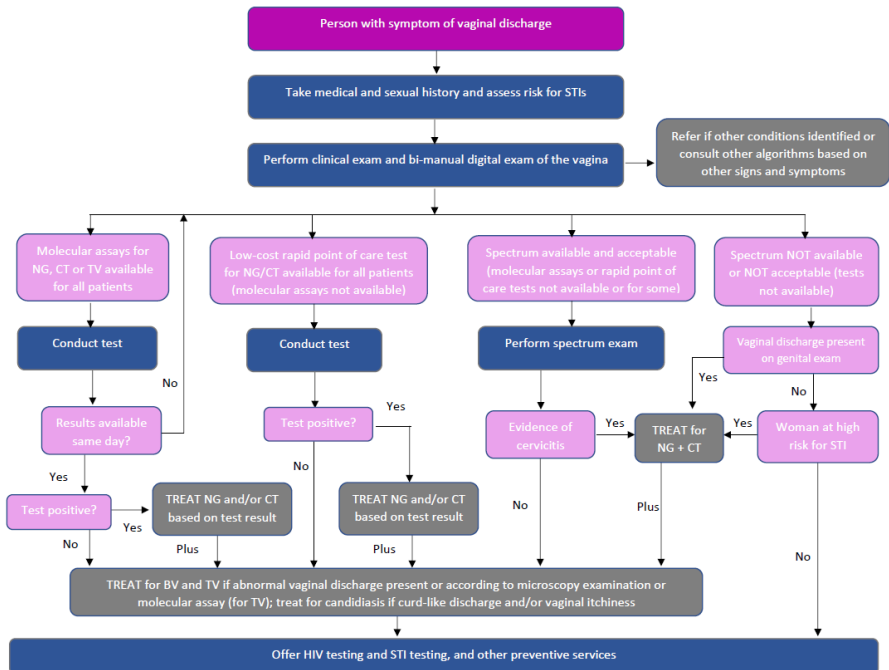 Person with symptom of vaginal discharge
Take medical and sexual history and assess risk for STIs
Perform clinical exam and bi-manual digital exam of the vagina
Refer if other conditions identified or
consult other algorithms based on
other signs and symptoms
Molecular assays for
NG, CT or TV available
for all patients
Low-cost rapid point of care test
for NG/CT available for all patients
(molecular assays not available)
Spectrum available and acceptable
(molecular assays or rapid point of
care tests not available or for some)
Spectrum NOT available
or NOT acceptable (tests
not available)
Conduct test
Conduct test
Perform spectrum exam
Vaginal discharge present
on genital exam
No
Yes
No
Results available
same day?
Test positive?
Yes
Evidence of
cervicitis
Yes
TREAT for
NG + CT
Yes
Woman at high
risk for STI
Yes
No
No
Plus
Test positive?
Yes
TREAT NG and/or CT
based on test result
TREAT NG and/or CT
based on test result
No
Plus
Plus
No
TREAT for BV and TV if abnormal vaginal discharge present or according to microscopy examination or
molecular assay (for TV); treat for candidiasis if curd-like discharge and/or vaginal itchiness
Offer HIV testing and STI testing, and other preventive services